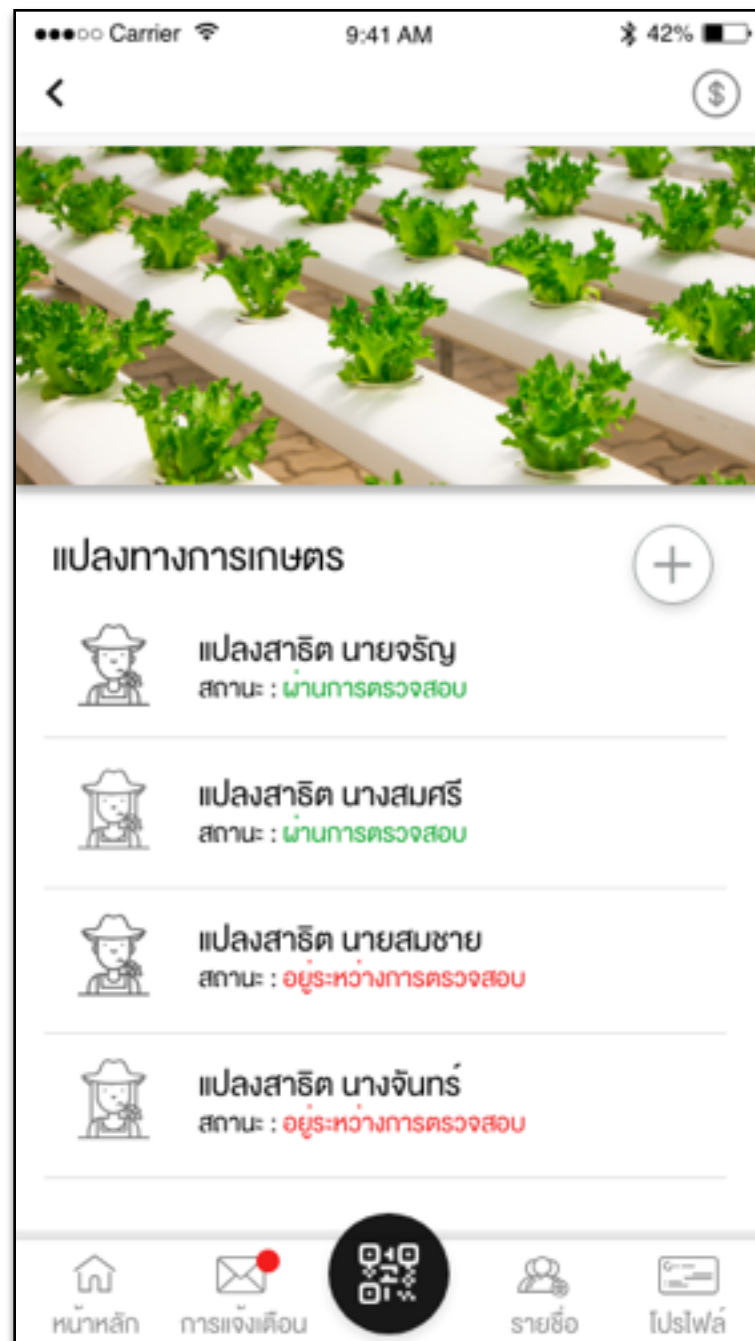 Carrier 9:41 AM 42%
$
แปลงทางการเกษตร
แปลงสาธิต นายจรัญ
สถานะ : ผ่านการตรวจสอบ
แปลงสาธิต นางสมศรี
สถานะ : ผ่านการตรวจสอบ
แปลงสาธิต นายสมชาย
สถานะ : อยู่ระหว่างการตรวจสอบ
แปลงสาธิต นางจันทร์
สถานะ : อยู่ระหว่างการตรวจสอบ
หน้าหลัก การแจ้งเตือน รายชื่อ โปรไฟล์